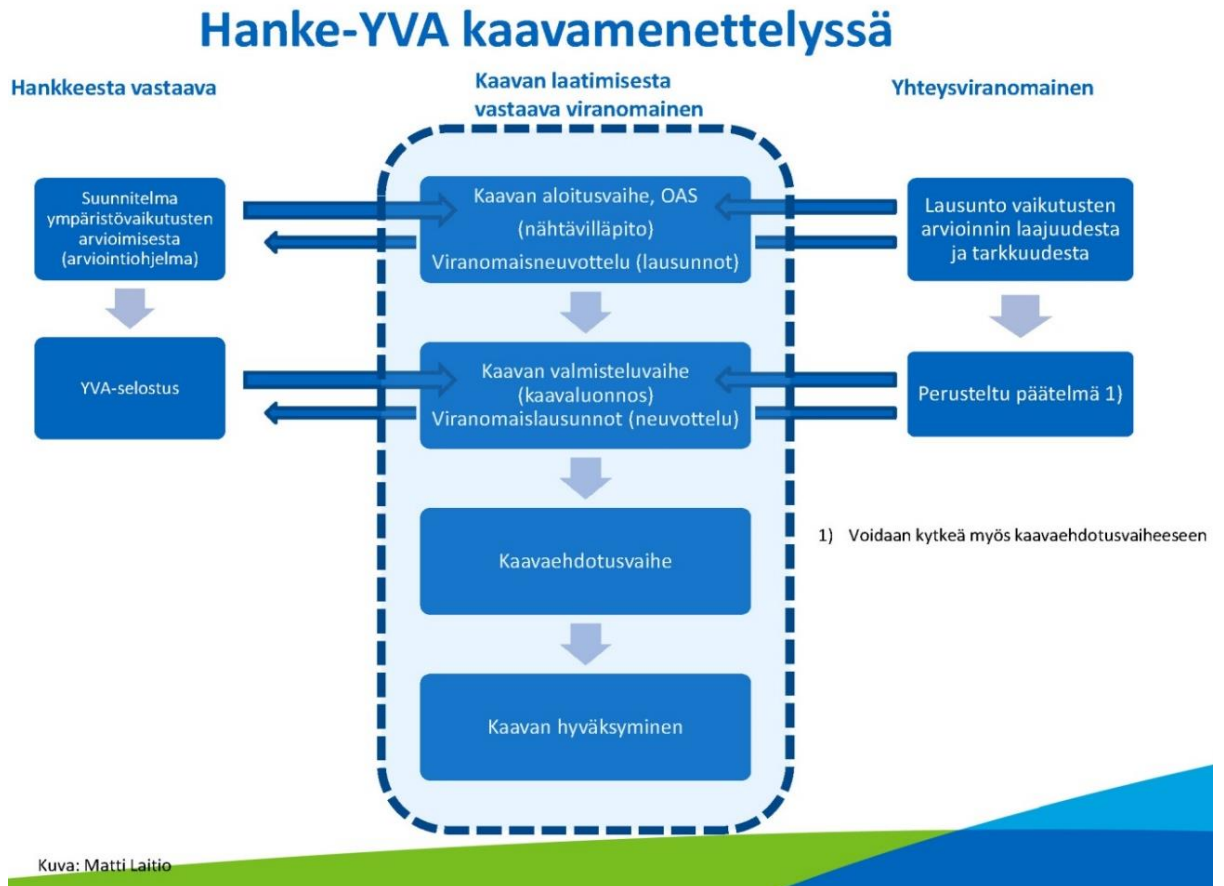 Hanke-YVA kaavamenettelyssä
Hankkeesta vastaava
Kaavan laatimisesta
vastaava viranomainen
Yhteysviranomainen
Suunnitelma
ympäristövaikutusten
arvioimisesta
(arviointiohjelma)
Kaavan aloitusvaihe, OAS
(nähtävilläpito)
Viranomaisneuvottelu (lausunnot)
Lausunto vaikutusten
arvioinnin laajuudesta
ja tarkkuudesta
YVA-selostus
Kaavan valmisteluvaihe
(kaavaluonnos)
Viranomaislausunnot (neuvottelu)
Perusteltu päätelmä 1)
1) Voidaan kytkeä myös kaavaehdotusvaiheeseen
Kaavaehdotusvaihe
Kaavan hyväksyminen
Kuva: Matti Laitio